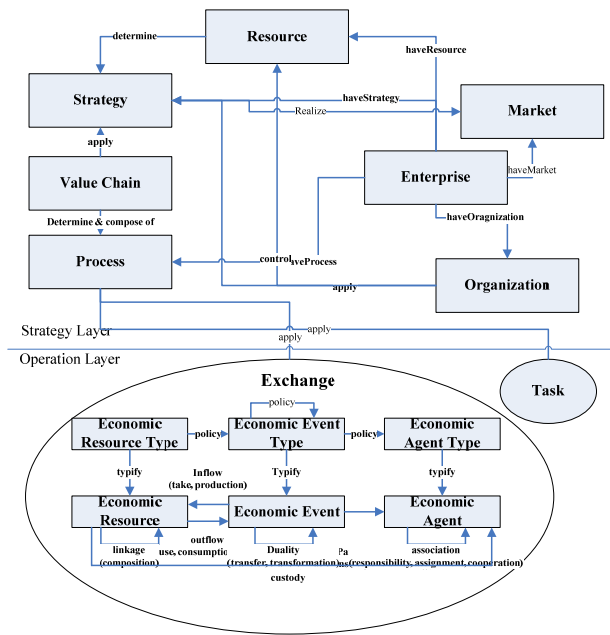 Resource
determine
haveResource
Strategy
haveStrategy
Realize
Market
apply
Value Chain
Enterprise
haveMarket
Determine & compose of
haveOragnization
Process
control
iveProcess
Organization
apply
Strategy Layer
apply
apply
Operation Layer
Exchange
Task
policy
Economic
Resource Type
policy
Economic Event
Type
policy
Economic
Agent Type
typify
Inflow
(take, production)
Typify
typify
Economic
Resource
Economic Event
Economic
Agent
outflow
use, consumption
linkage
(composition)
Duality
(transfer, transformation)
association
(responsibility, assignment, cooperation)
custody